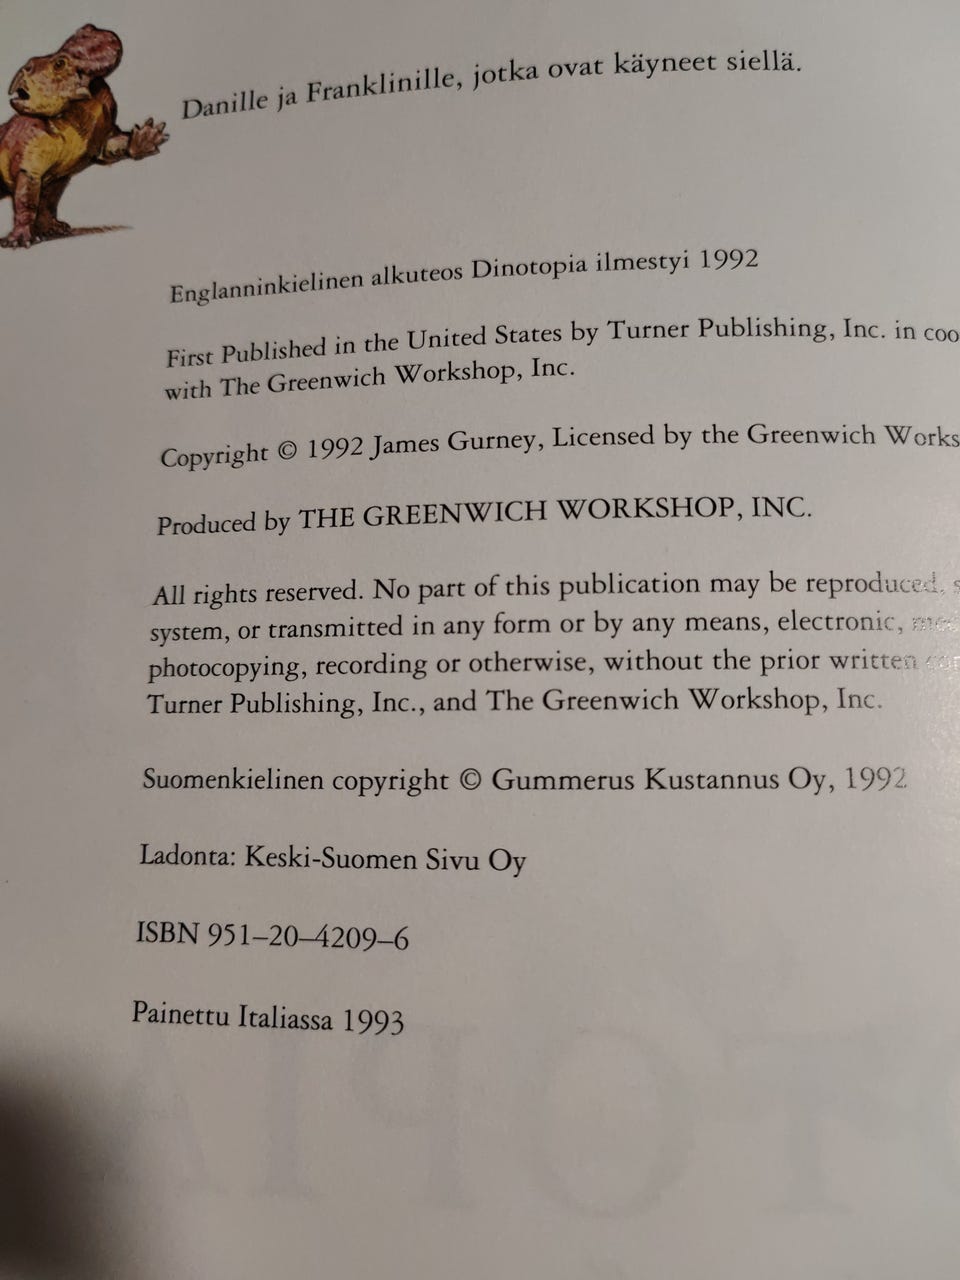 Danille ja Franklinille, jotka ovat käyneet siellä.
Englanninkielinen alkuteos Dinotopia ilmestyi 1992
First Published in the United States by Turner Publishing, Inc. in coo
with The Greenwich Workshop, Inc.
Copyright © 1992 James Gurney, Licensed by the Greenwich Works
Produced by THE GREENWICH WORKSHOP, INC.
All rights reserved. No part of this publication may be reproduced, s
system, or transmitted in any form or by any means, electronic,
photocopying, recording or otherwise, without the prior written
Turner Publishing, Inc., and The Greenwich Workshop, Inc.
Suomenkielinen copyright © Gummerus Kustannus Oy, 1992
Ladonta: Keski-Suomen Sivu Oy
ISBN 951–20–4209–6
Painettu Italiassa 1993